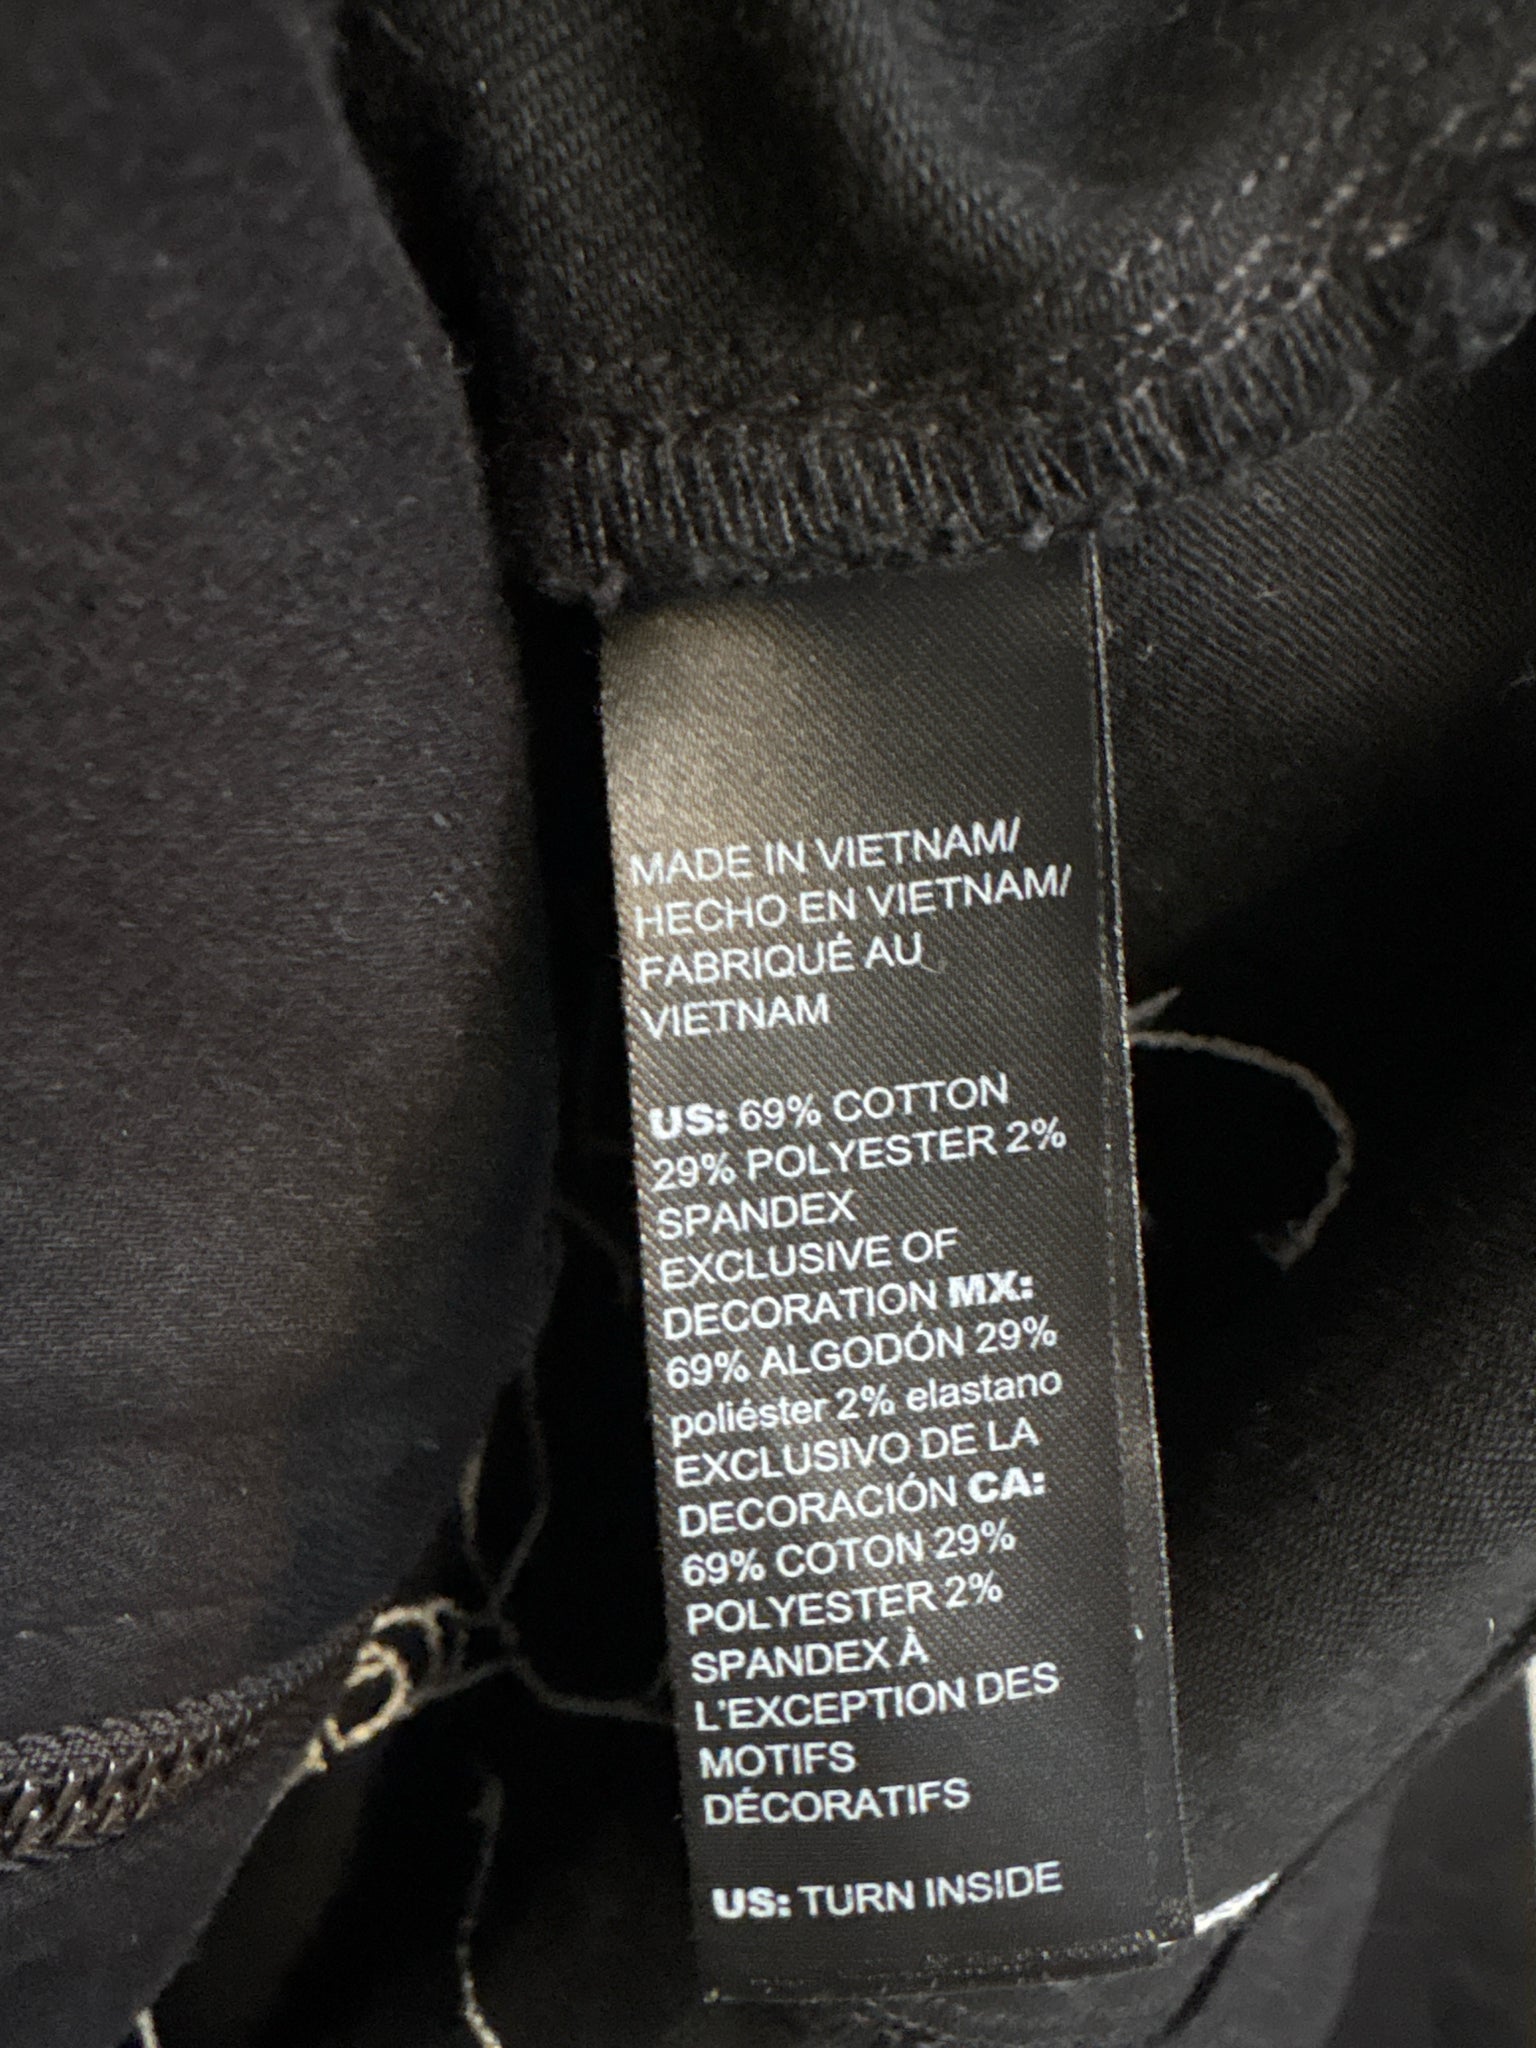 MADE IN VIETNAM/
HECHO EN VIETNAM/
FABRIQUÉ AU
VIETNAM
US: 69% COTTON
29% POLYESTER 2%
SPANDEX
EXCLUSIVE OF
DECORATION MX:
69% ALGODÓN 29%
poliéster 2% elastano
EXCLUSIVO DE LA
DECORACIÓN CA:
69% COTON 29%
POLYESTER 2%
SPANDEX À
L'EXCEPTION DES
MOTIFS
DÉCORATIFS
US: TURN INSIDE